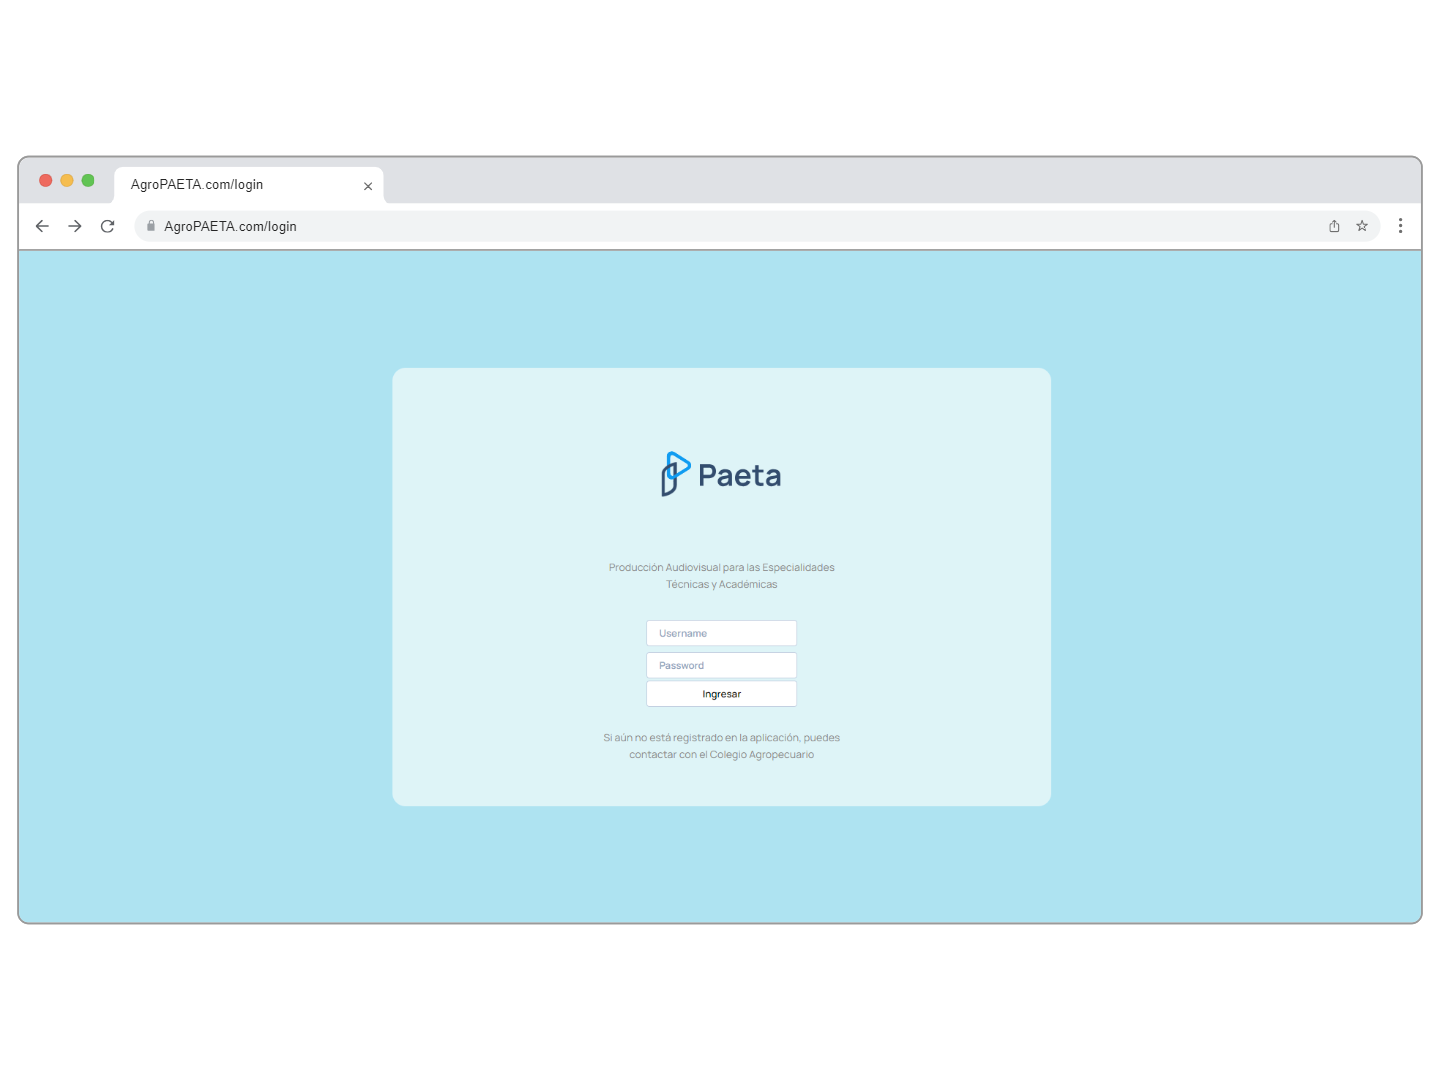 AgroPAETA.com/login
AgroPAETA.com/login
Paeta
Producción Audiovisual para las Especialidades
Técnicas y Académicas
Username
Password
Ingresar
Si aún no está registrado en la aplicación, puedes
contactar con el Colegio Agropecuario